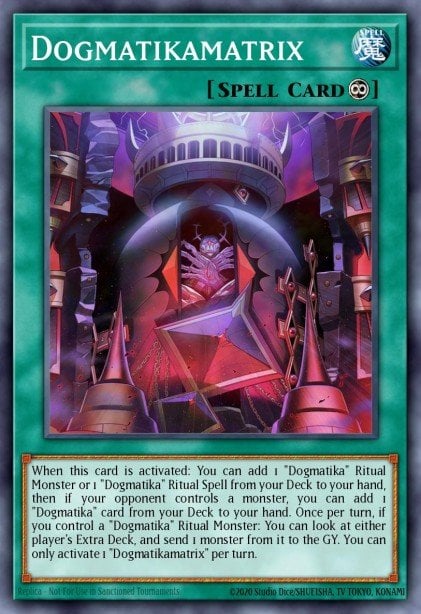 DOGMATIKAMATRIX
SPELL
魔
[SPELL CARD]
When this card is activated: You can add 1 "Dogmatika" Ritual
Monster or 1 "Dogmatika" Ritual Spell from your Deck to your hand,
then if your opponent controls a monster, you can add 1
"Dogmatika" card from your Deck to your hand. Once per turn, if
you control a "Dogmatika" Ritual Monster: You can look at either
player's Extra Deck, and send 1 monster from it to the GY. You can
only activate 1 "Dogmatikamatrix" per turn.
Replica - Not For Use in Sanctioned Tournaments
©2020 Studio Dice/SHUEISHA, TV TOKYO, KONAMI